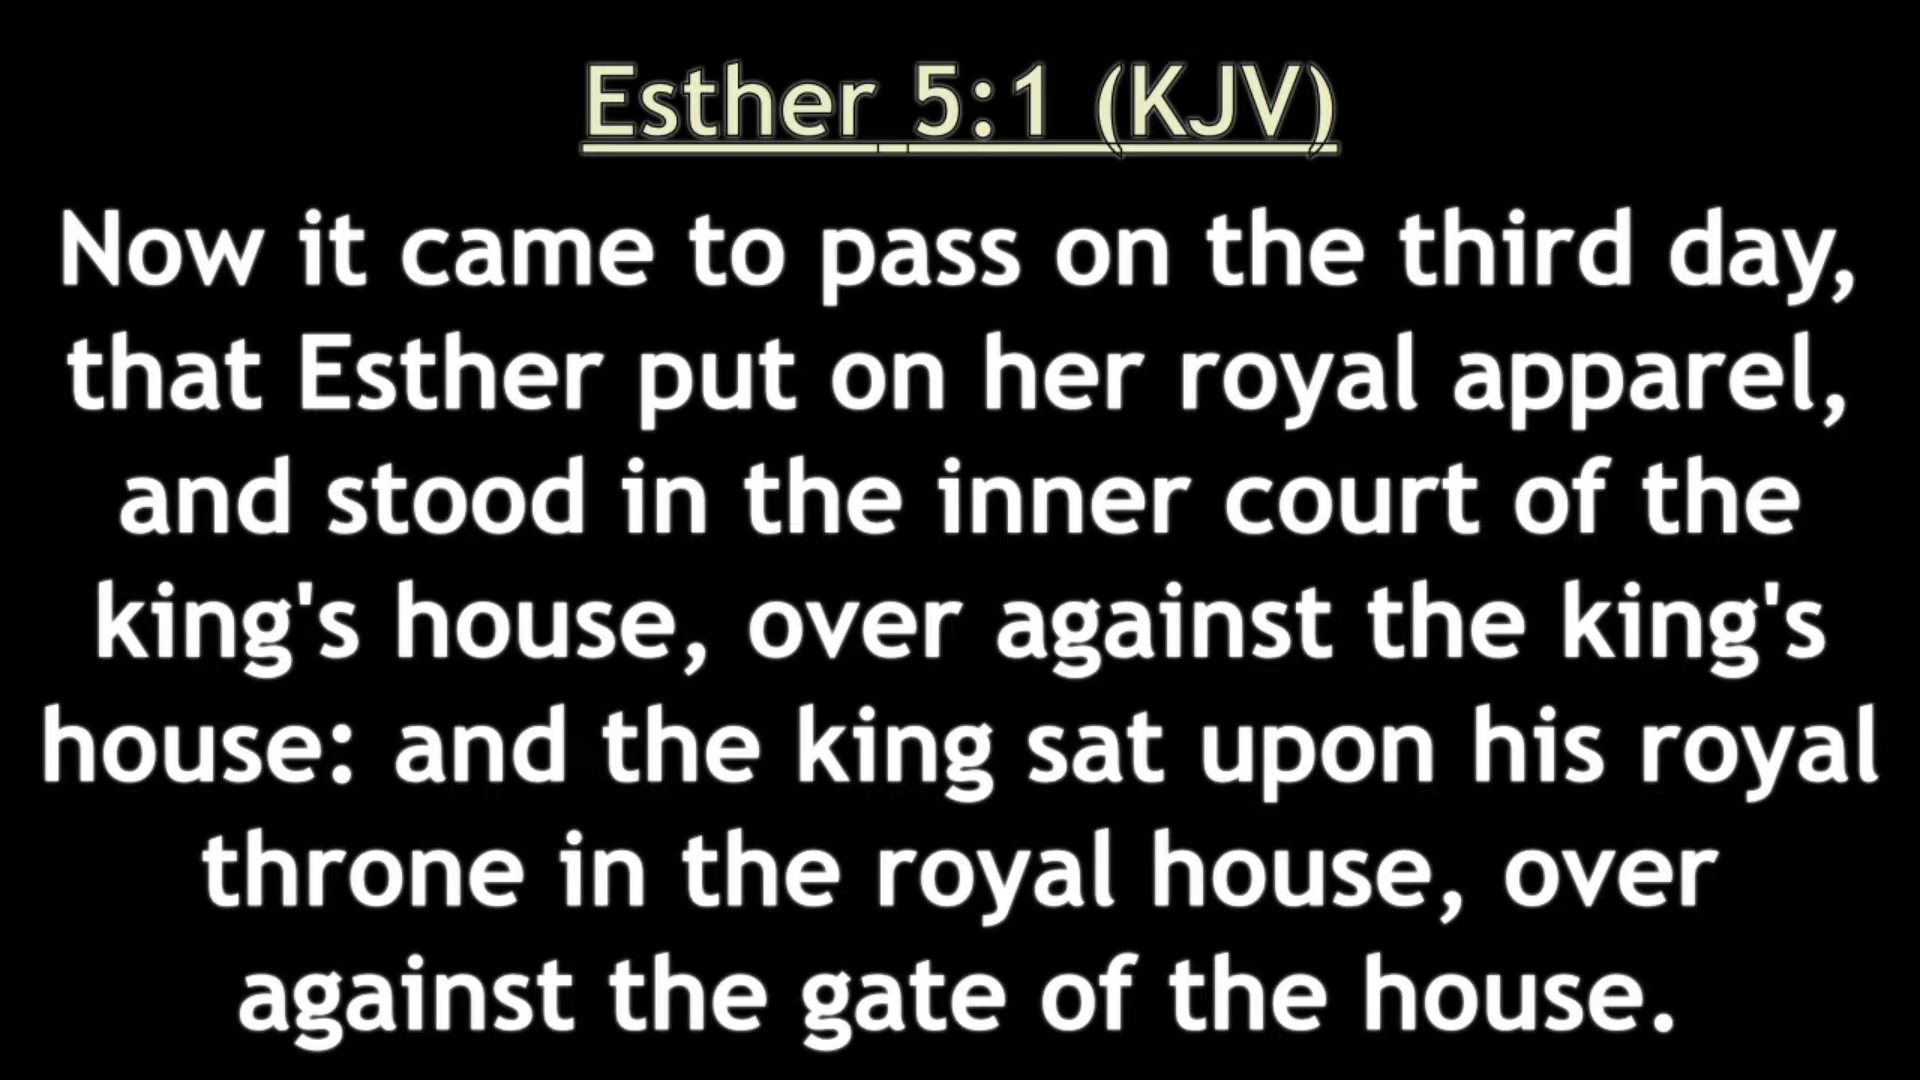 Esther 5:1 (KJV)
Now it came to pass on the third day,
that Esther put on her royal apparel,
and stood in the inner court of the
king's house, over against the king's
house: and the king sat upon his royal
throne in the royal house, over
against the gate of the house.